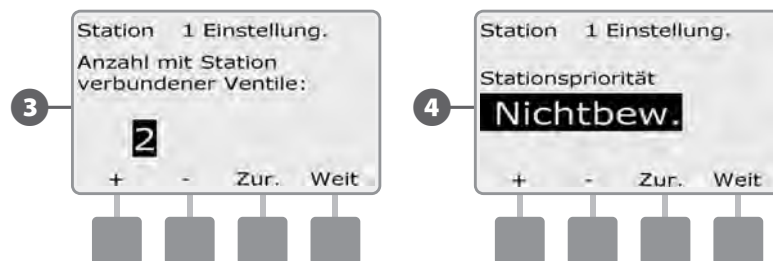 3
Station 1 Einstellung.
Anzahl mit Station
verbundener Ventile:
2
+ - Zur. Weit
4
Station 1 Einstellung.
Stationspriorität
Nichtbew.
+ - Zur. Weit